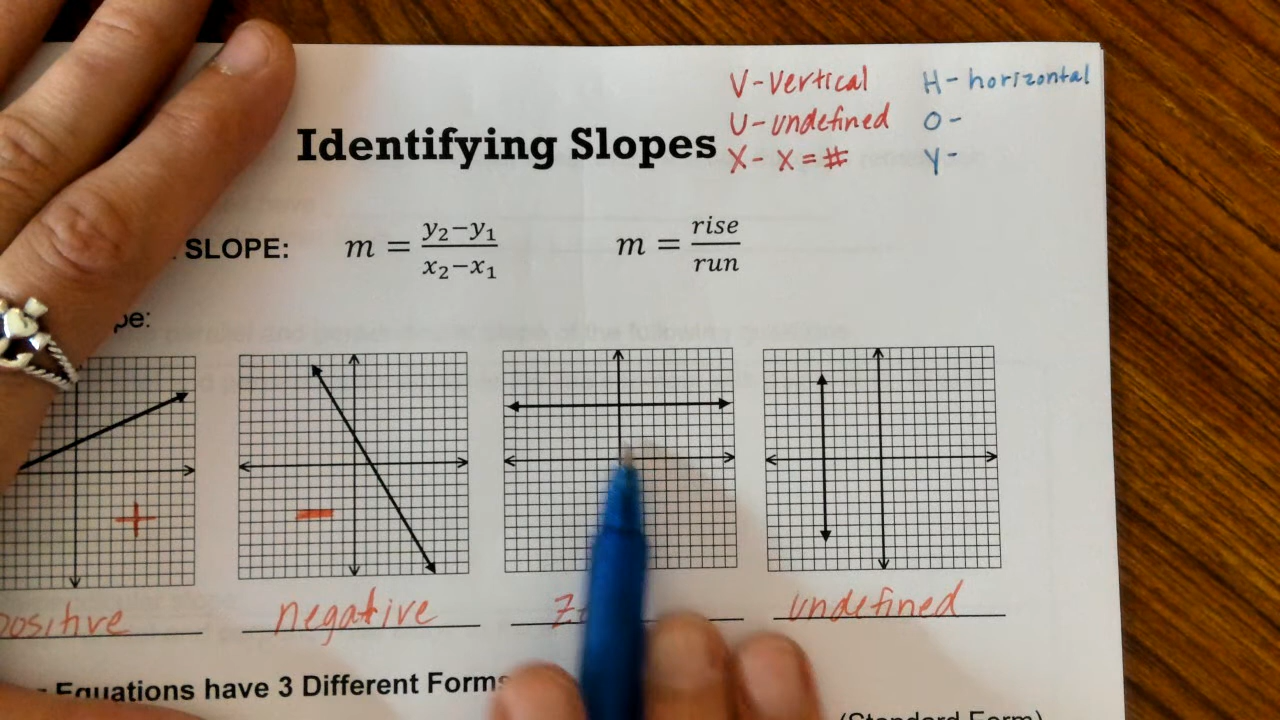 V-Vertical H-horizontal
U-undefined O-
Identifying Slopes
X- X=# Y-
SLOPE: m = y₂−y₁/x₂−x₁ m = rise/run
+
−
positive negative undefined
Equations have 3 Different Forms
(Standard Form)